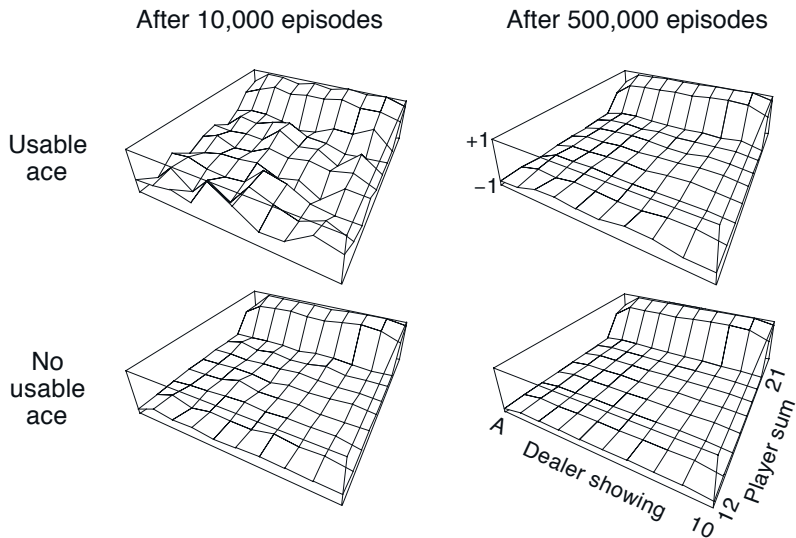 After 10,000 episodes
After 500,000 episodes
Usable
ace
+1
−1
No
usable
ace
A
Dealer showing
10
12
Player sum
21